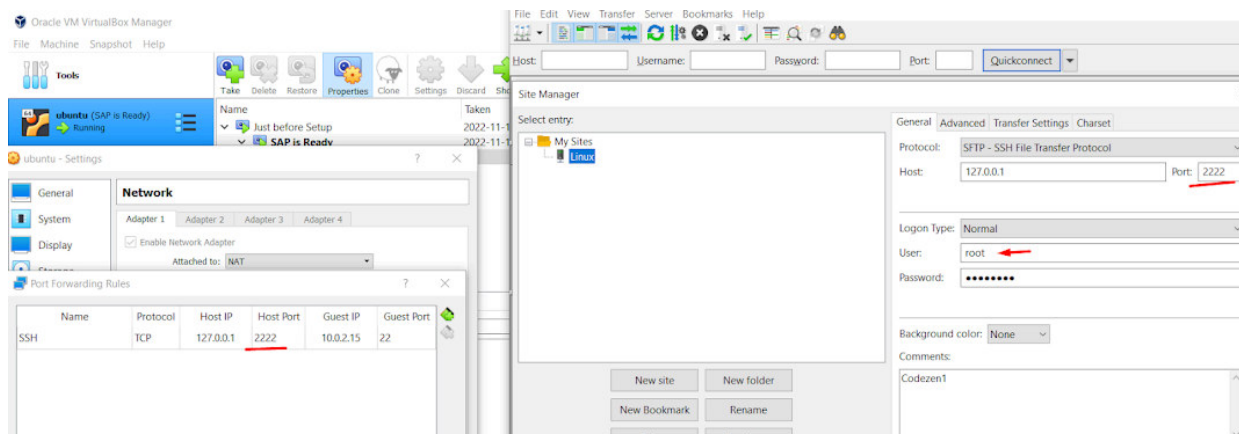 Oracle VM VirtualBox Manager
File Machine Snapshot Help
Tools
Take Delete Restore Properties Clone Settings Discard
ubuntu (SAP is Ready)
Running
Name Taken
Just before Setup 2022-11-1
SAP is Ready 2022-11-1
ubuntu - Settings ? ×
General
System
Display
Network
Adapter 1 Adapter 2 Adapter 3 Adapter 4
Enable Network Adapter
Attached to: NAT
Port Forwarding Rules ? ×
Name Protocol Host IP Host Port Guest IP Guest Port
SSH TCP 127.0.0.1 2222 10.0.2.15 22
File Edit View Transfer Server Bookmarks Help
Host: Username: Password: Port: Quickconnect
Site Manager
Select entry:
My Sites
Linux
New site New folder
New Bookmark Rename
General Advanced Transfer Settings Charset
Protocol: SFTP - SSH File Transfer Protocol
Host: 127.0.0.1 Port: 2222
Logon Type: Normal
User: root
Password: ••••••••
Background color: None
Comments:
Codezen1